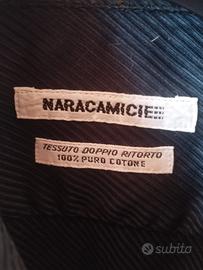 NARACAMICIE
TESSUTO DOPPIO RITORTO
100% PURO COTONE
subito